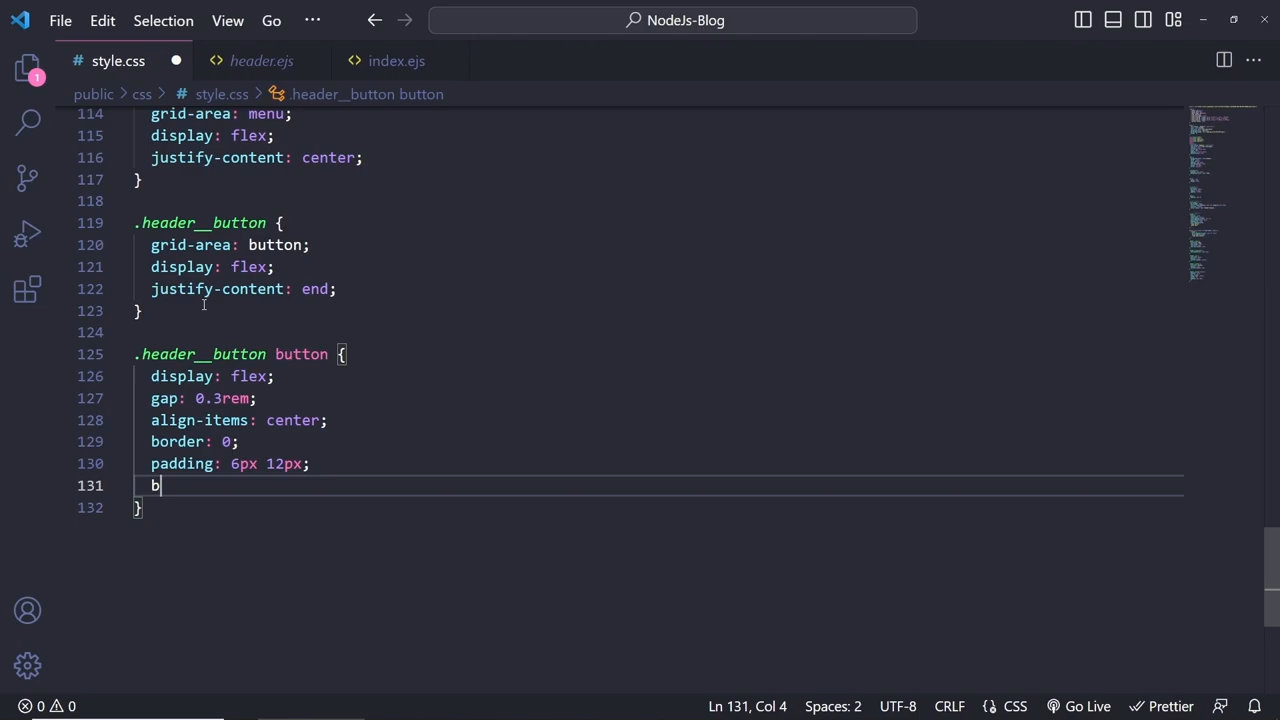 File Edit Selection View Go ··· NodeJs-Blog
# style.css <> header.ejs <> index.ejs
public > css > # style.css > .header__button button
1
114 grid-area: menu;
115 display: flex;
116 justify-content: center;
117 }
118
119 .header__button {
120 grid-area: button;
121 display: flex;
122 justify-content: end;
123 }
124
125 .header__button button {
126 display: flex;
127 gap: 0.3rem;
128 align-items: center;
129 border: 0;
130 padding: 6px 12px;
131 b
132 }
0 0 Ln 131, Col 4 Spaces: 2 UTF-8 CRLF {} CSS Go Live Prettier